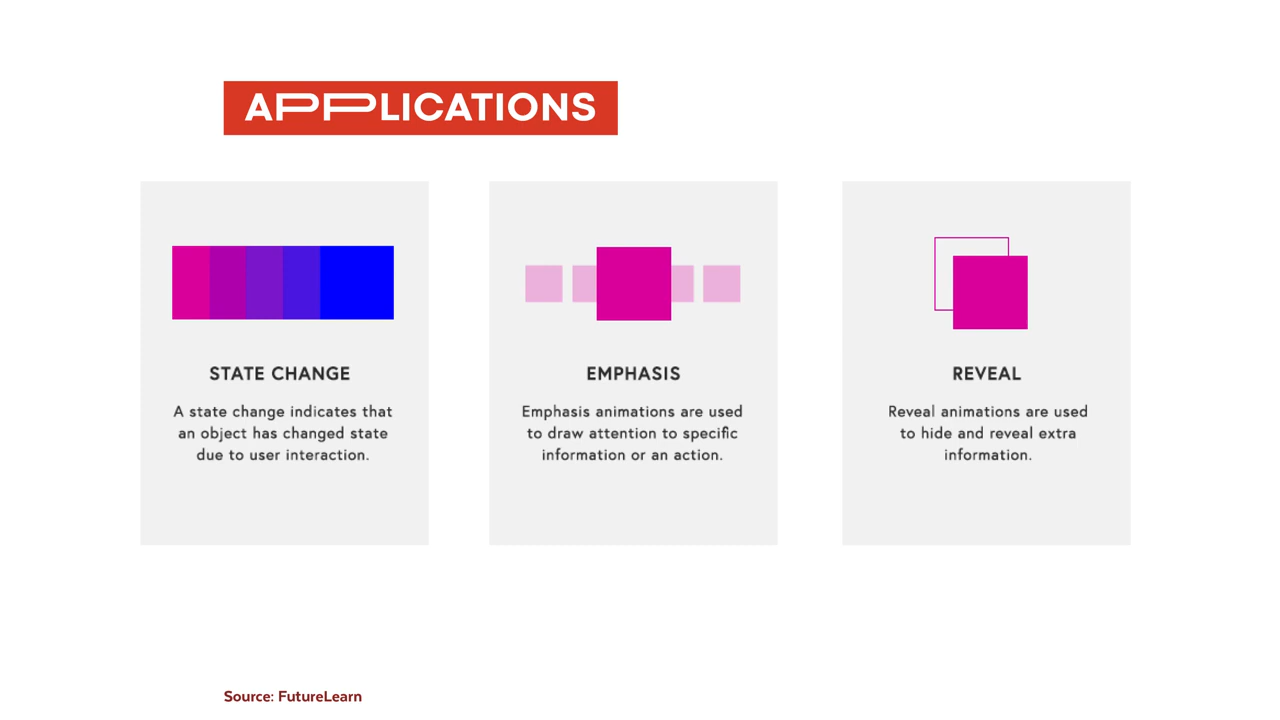 APPLICATIONS
STATE CHANGE
A state change indicates that
an object has changed state
due to user interaction.
EMPHASIS
Emphasis animations are used
to draw attention to specific
information or an action.
REVEAL
Reveal animations are used
to hide and reveal extra
information.
Source: FutureLearn